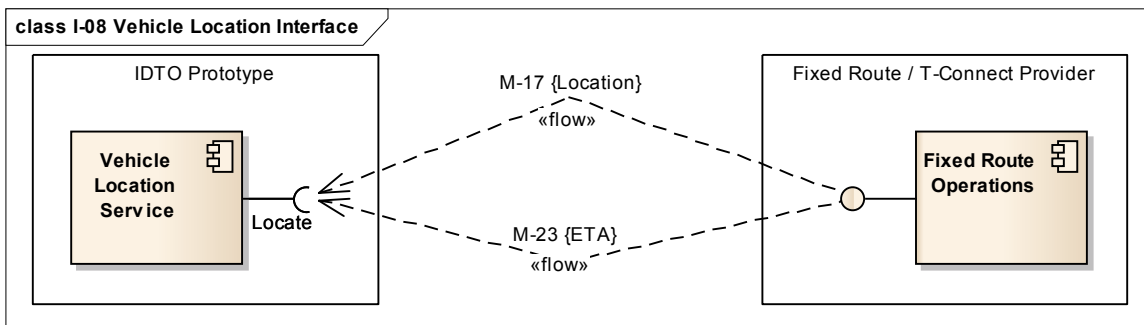 class I-08 Vehicle Location Interface
IDTO Prototype
Fixed Route / T-Connect Provider
M-17 {Location}
«flow»
Vehicle
Location
Service
Locate
Fixed Route
Operations
M-23 {ETA}
«flow»